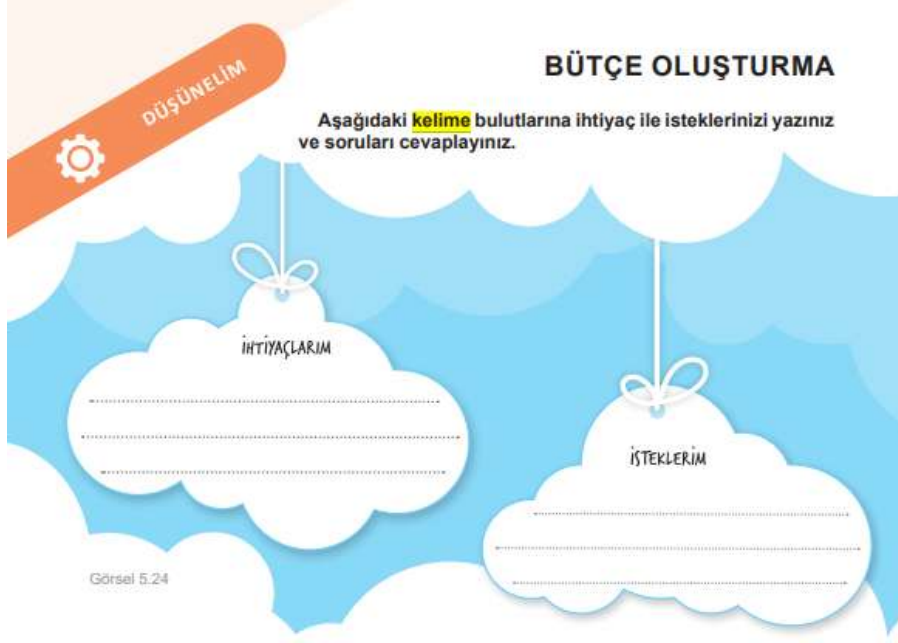 DÜŞÜNELİM
BÜTÇE OLUŞTURMA
Aşağıdaki kelime bulutlarına ihtiyaç ile isteklerinizi yazınız
ve soruları cevaplayınız.
İHTİYAÇLARIM
İSTEKLERİM
Görsel 5.24